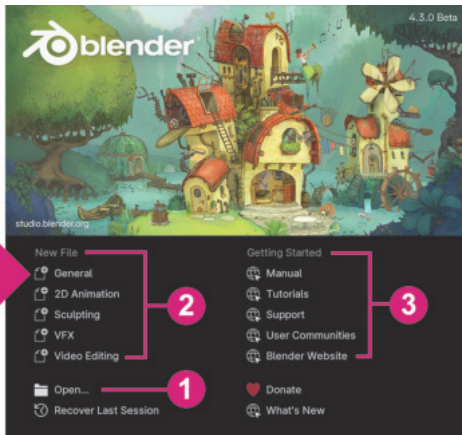 4.3.0 Beta
blender
studio.blender.org
New File
General
2D Animation
Sculpting
VFX
Video Editing
2
Open...
1
Recover Last Session
Getting Started
Manual
Tutorials
Support
User Communities
Blender Website
3
Donate
What's New